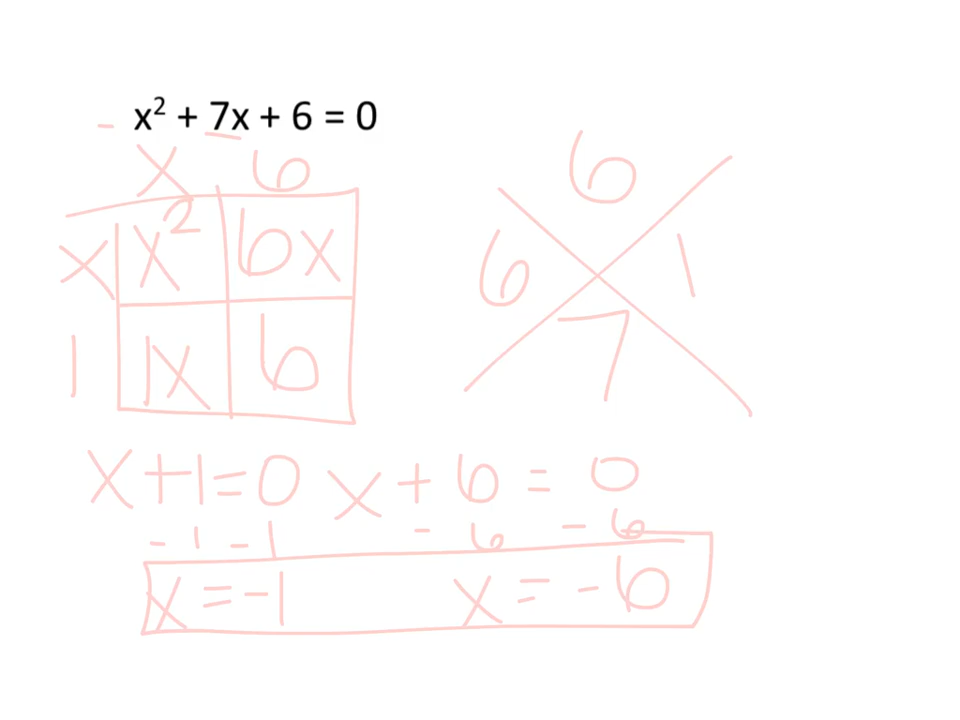 x² + 7x + 6 = 0
x 6
x x² 6x
1 1x 6
6
6 1
7
x+1=0 x + 6 = 0
-1 -1 - 6 - 6
x = -1 x = -6